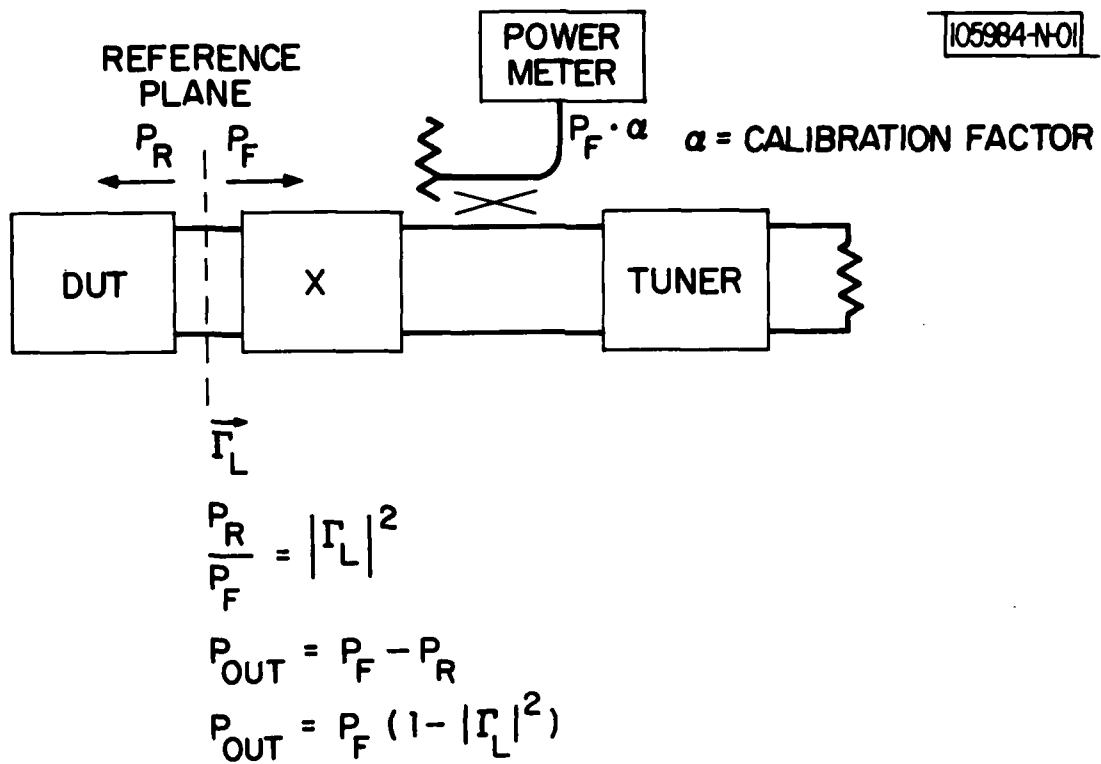 105984-N-01
POWER
METER
REFERENCE
PLANE
P_R P_F
P_F · α
α = CALIBRATION FACTOR
DUT
X
TUNER
Γ_L
P_R / P_F = |Γ_L|²
P_OUT = P_F − P_R
P_OUT = P_F (1 − |Γ_L|²)